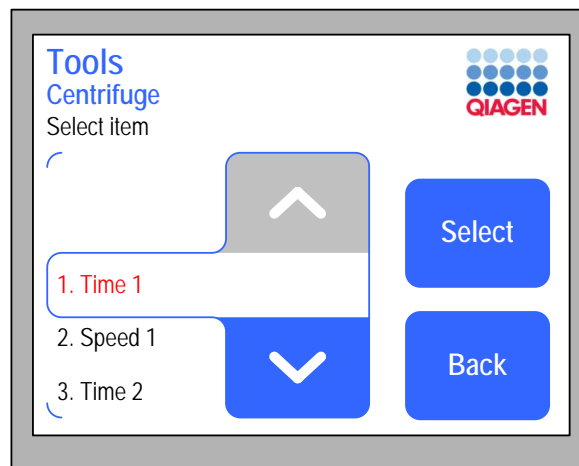 Tools
Centrifuge
Select item
QIAGEN
1. Time 1
2. Speed 1
3. Time 2
Select
Back